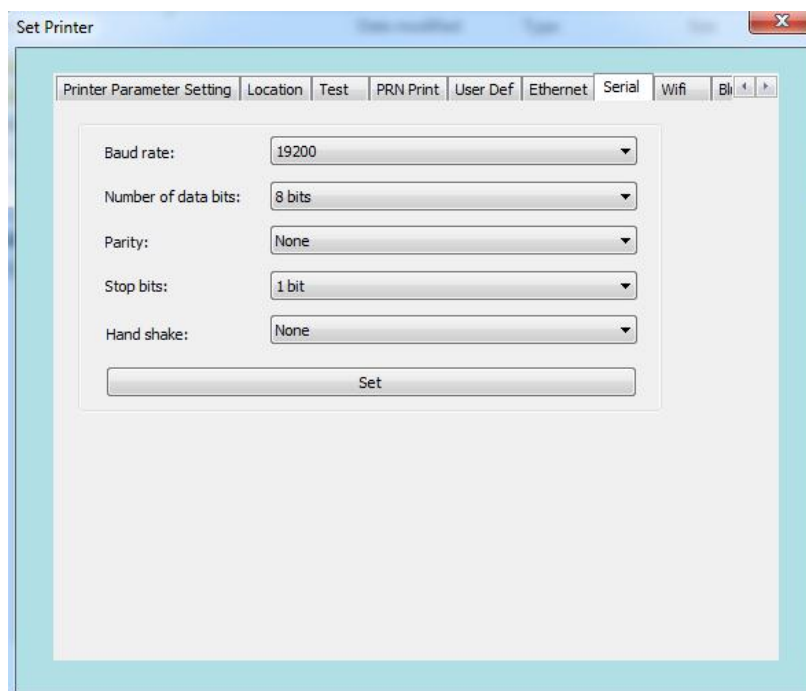 Set Printer
Printer Parameter Setting Location Test PRN Print User Def Ethernet Serial Wifi
Baud rate: 19200
Number of data bits: 8 bits
Parity: None
Stop bits: 1 bit
Hand shake: None
Set